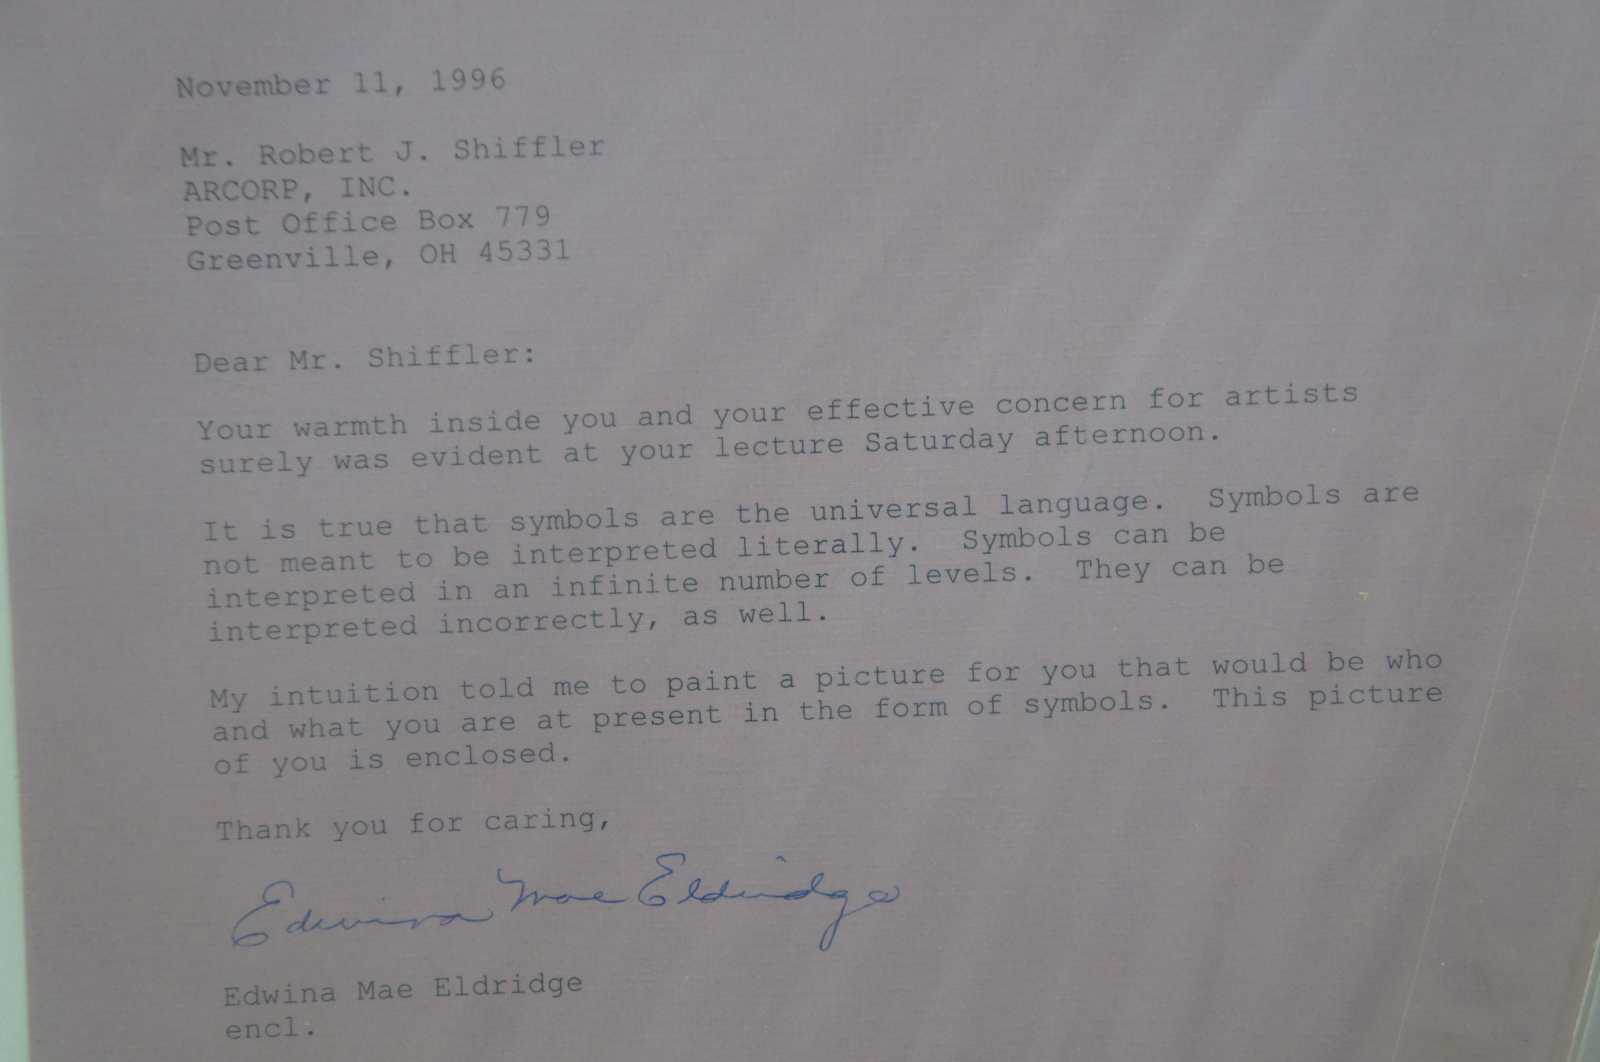 November 11, 1996
Mr. Robert J. Shiffler
ARCORP, INC.
Post Office Box 779
Greenville, OH 45331
Dear Mr. Shiffler:
Your warmth inside you and your effective concern for artists
surely was evident at your lecture Saturday afternoon.
It is true that symbols are the universal language. Symbols are
not meant to be interpreted literally. Symbols can be
interpreted in an infinite number of levels. They can be
interpreted incorrectly, as well.
My intuition told me to paint a picture for you that would be who
and what you are at present in the form of symbols. This picture
of you is enclosed.
Thank you for caring,
Edwina Mae Eldridge
Edwina Mae Eldridge
encl.